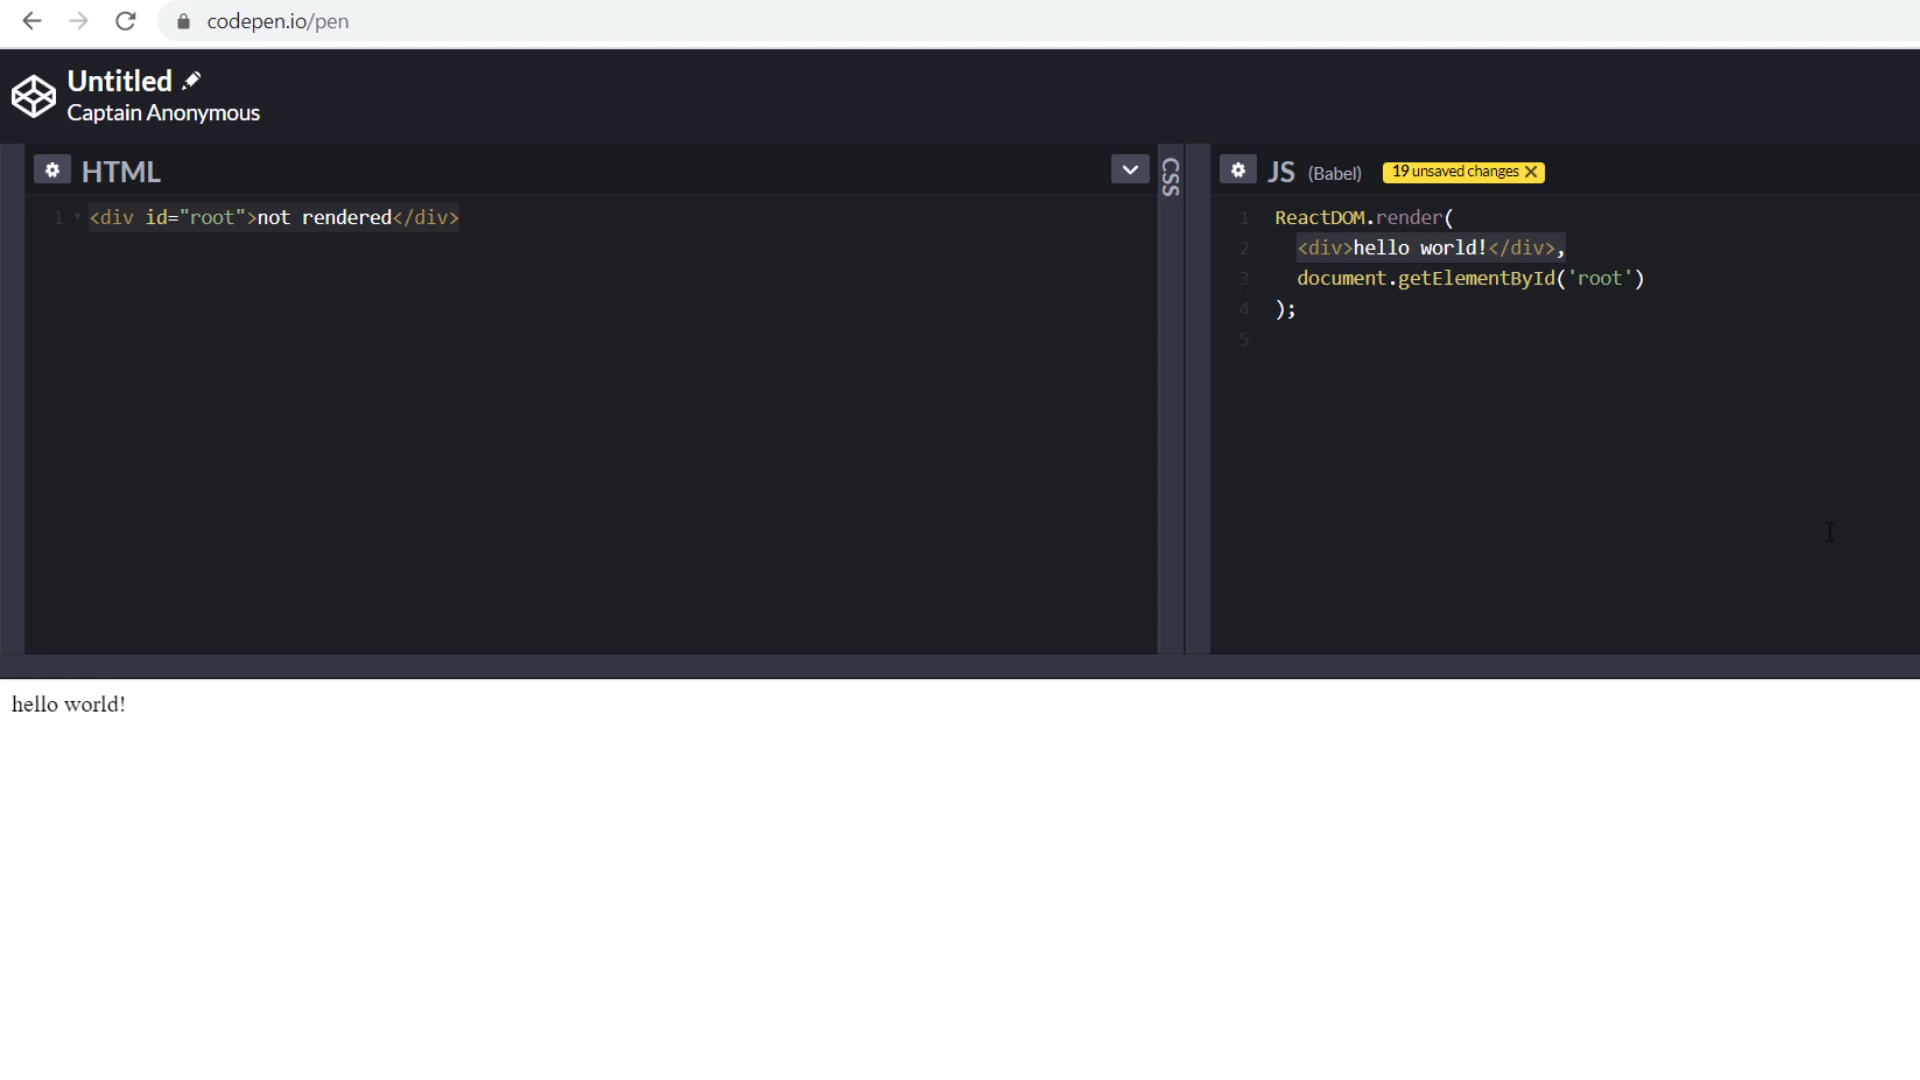 codepen.io/pen
Untitled
Captain Anonymous
HTML
1 <div id="root">not rendered</div>
CSS
JS (Babel) 19 unsaved changes
1 ReactDOM.render(
2 <div>hello world!</div>,
3 document.getElementById('root')
4 );
5
hello world!